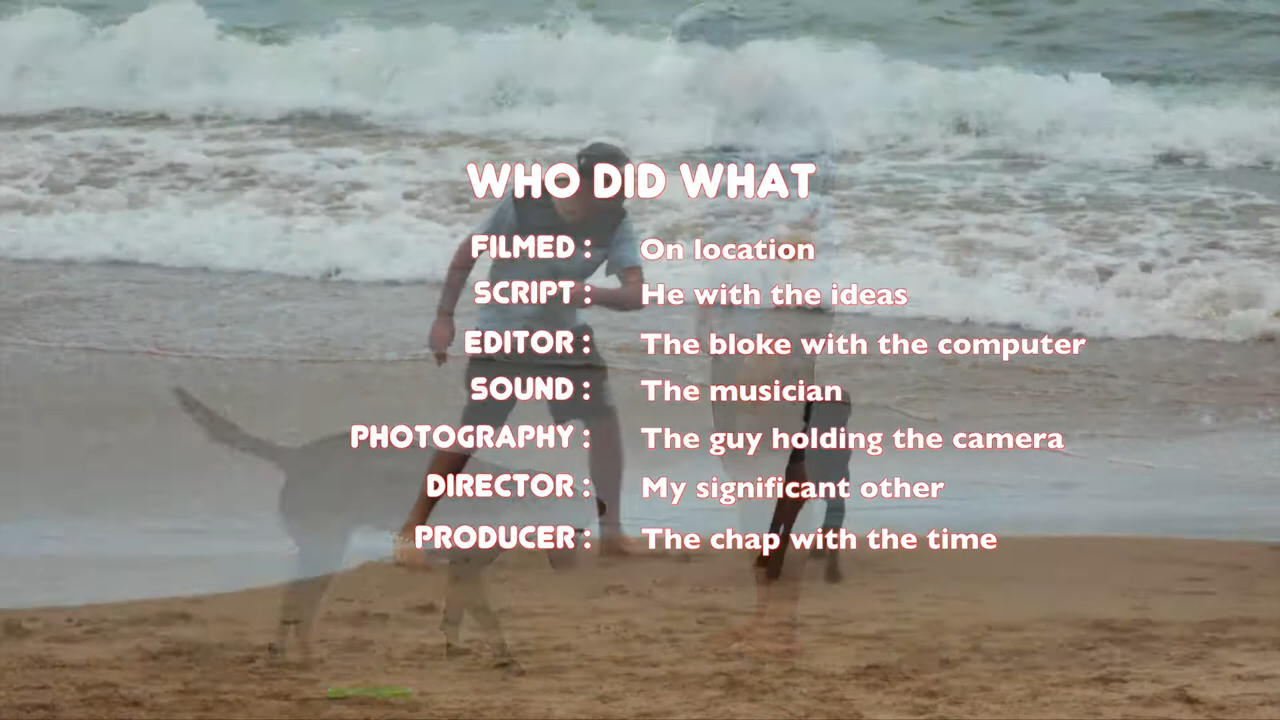 WHO DID WHAT
FILMED : On location
SCRIPT : He with the ideas
EDITOR : The bloke with the computer
SOUND : The musician
PHOTOGRAPHY : The guy holding the camera
DIRECTOR : My significant other
PRODUCER : The chap with the time